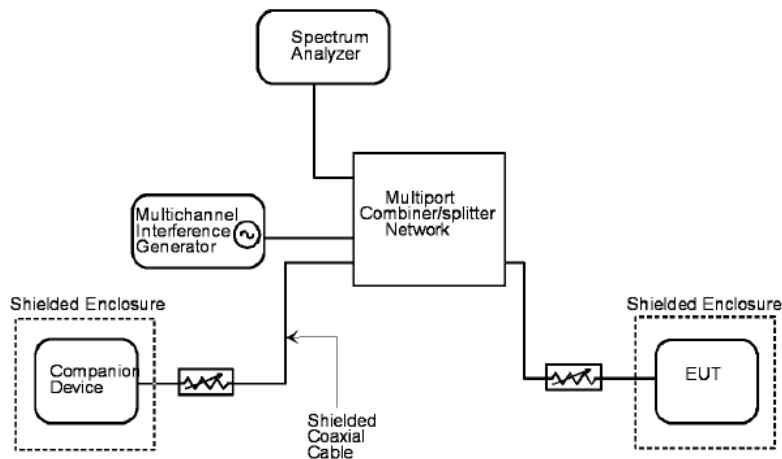 Spectrum
Analyzer
Multiport
Combiner/splitter
Network
Multichannel
Interference
Generator
Shielded Enclosure
Companion
Device
Shielded
Coaxial
Cable
Shielded Enclosure
EUT